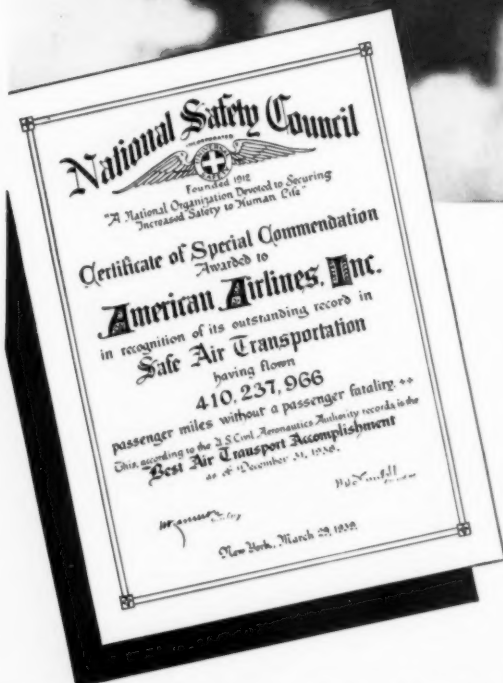 National Safety Council
INCORPORATED
UNIVERSAL SAFETY
Founded 1912
"A National Organization Devoted to Securing
Increased Safety to Human Life"
Certificate of Special Commendation
Awarded to
American Airlines, Inc.
in recognition of its outstanding record in
Safe Air Transportation
having flown
410,237,966
passenger miles without a passenger fatality.
This, according to the U.S. Civil Aeronautics Authority records, is the
Best Air Transport Accomplishment
as of December 31, 1938.
New York, March 29, 1939.